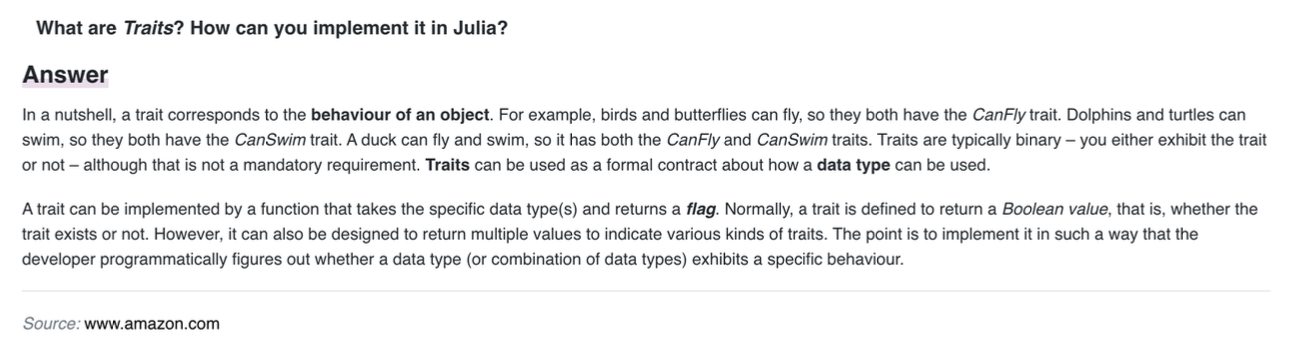 What are Traits? How can you implement it in Julia?
Answer
In a nutshell, a trait corresponds to the behaviour of an object. For example, birds and butterflies can fly, so they both have the CanFly trait. Dolphins and turtles can
swim, so they both have the CanSwim trait. A duck can fly and swim, so it has both the CanFly and CanSwim traits. Traits are typically binary – you either exhibit the trait
or not – although that is not a mandatory requirement. Traits can be used as a formal contract about how a data type can be used.
A trait can be implemented by a function that takes the specific data type(s) and returns a flag. Normally, a trait is defined to return a Boolean value, that is, whether the
trait exists or not. However, it can also be designed to return multiple values to indicate various kinds of traits. The point is to implement it in such a way that the
developer programmatically figures out whether a data type (or combination of data types) exhibits a specific behaviour.
Source: www.amazon.com